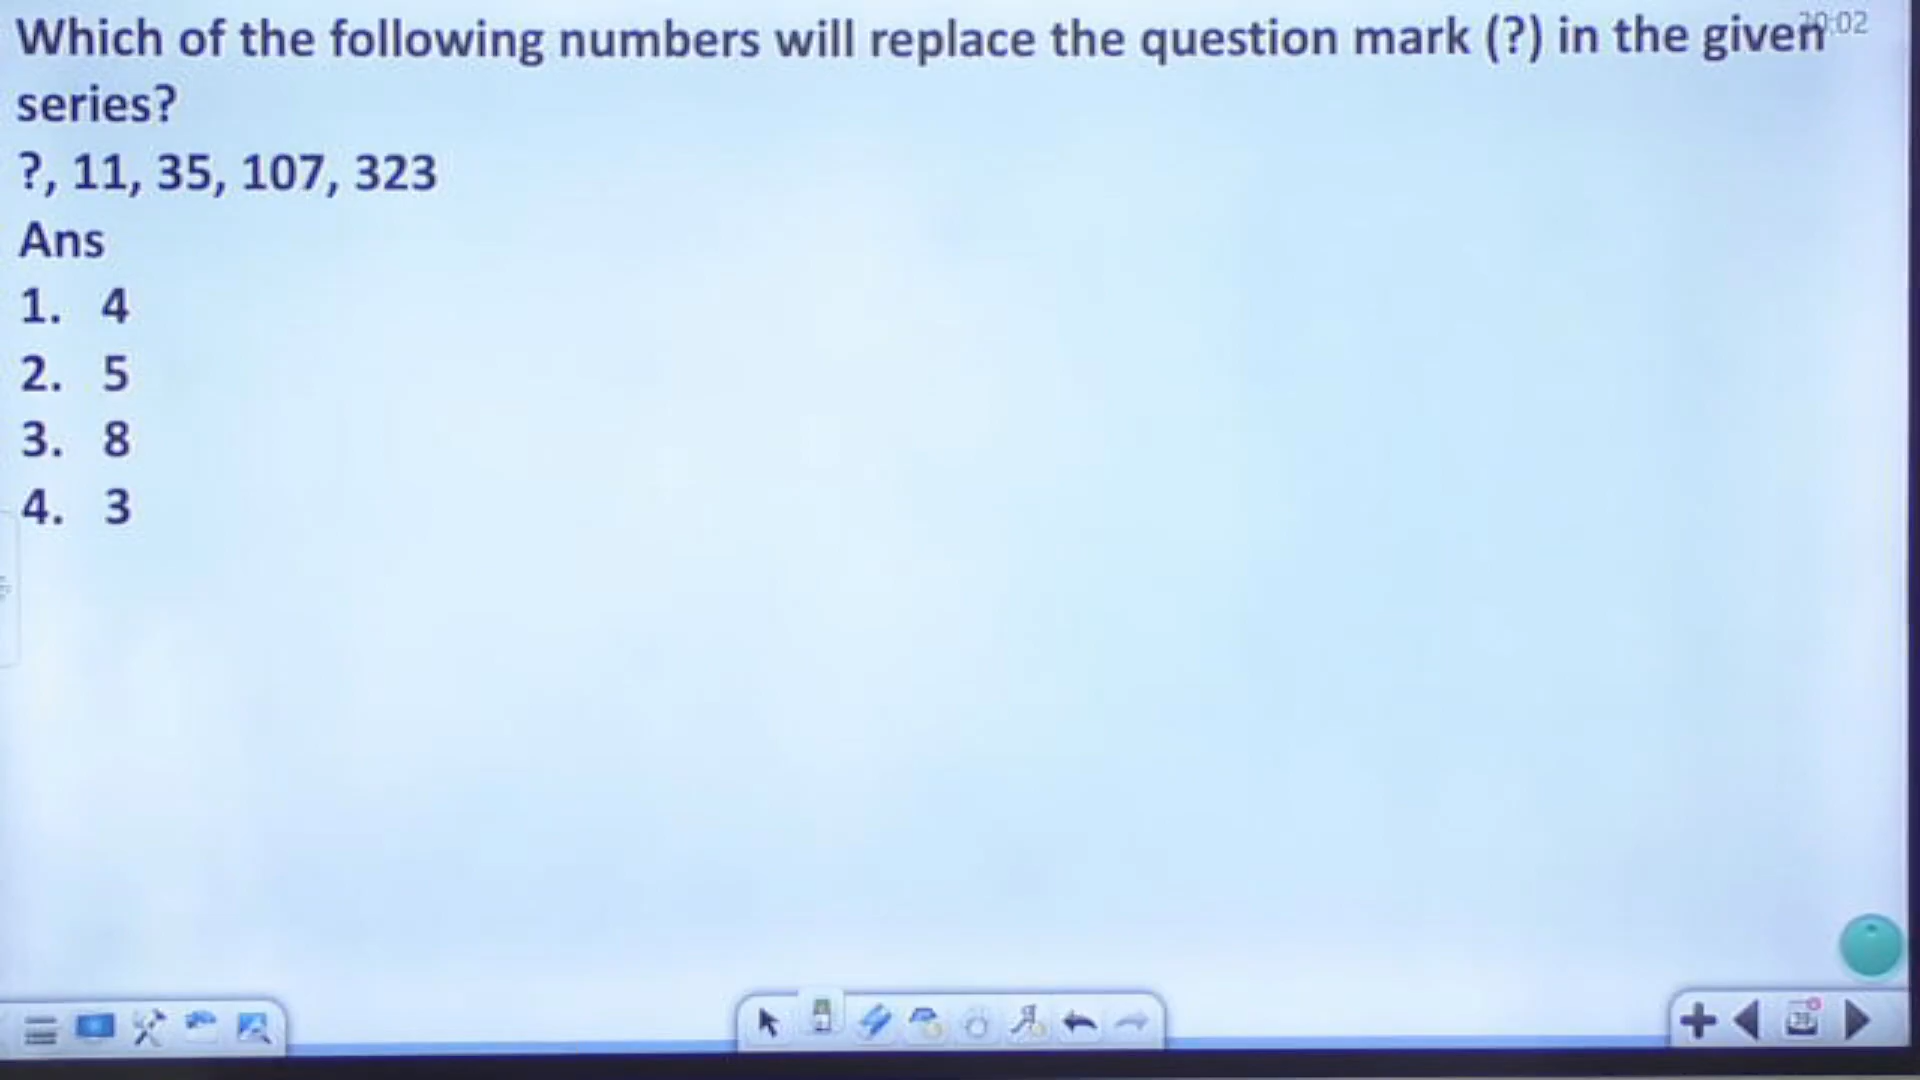 Which of the following numbers will replace the question mark (?) in the given
series?
?, 11, 35, 107, 323
Ans
1. 4
2. 5
3. 8
4. 3